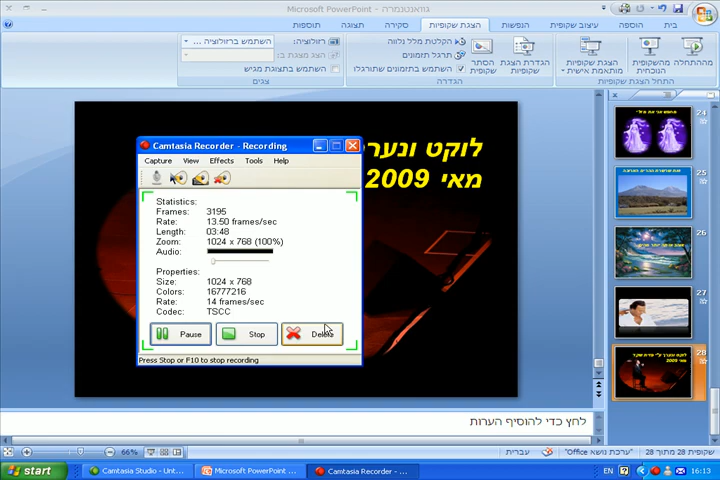 גוואנטנמרה - Microsoft PowerPoint
בית
הוספה
עיצוב שקופיות
הנפשות
הצגת שקופיות
סקירה
תצוגה
תוספות
מההתחלה
מהשקופית הנוכחית
הצגת שקופיות מותאמת אישית
התחל הצגת שקופיות
הגדרת הצגת שקופיות
הסתר שקופית
הקלטת מלל נלווה
תרגל תזמונים
השתמש בתזמונים שתורגלו
הגדרה
רזולוציה:
השתמש ברזולוציה ...
הצג מצגת ב:
השתמש בתצוגת מגיש
צגים
לוקט ונער
מאי 2009
Camtasia Recorder - Recording
Capture View Effects Tools Help
Statistics:
Frames: 3195
Rate: 13.50 frames/sec
Length: 03:48
Zoom: 1024 x 768 (100%)
Audio:
Properties:
Size: 1024 x 768
Colors: 16777216
Rate: 14 frames/sec
Codec: TSCC
Pause Stop Delete
Press Stop or F10 to stop recording
24
25
26
27
28
לחץ כדי להוסיף הערות
שקופית 28 מתוך 28
"ערכת נושא Office"
עברית
66%
start
Camtasia Studio - Unt...
Microsoft PowerPoint ...
Camtasia Recorder - ...
EN
16:13